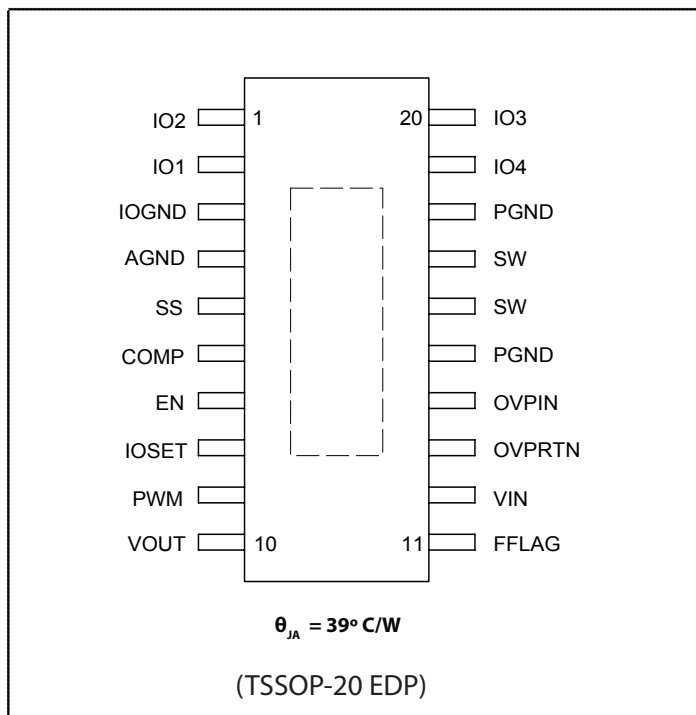 IO2 1 20 IO3
IO1 IO4
IOGND PGND
AGND SW
SS SW
COMP PGND
EN OVPIN
IOSET OVPRTN
PWM VIN
VOUT 10 11 FFLAG
θJA = 39º C/W
(TSSOP-20 EDP)